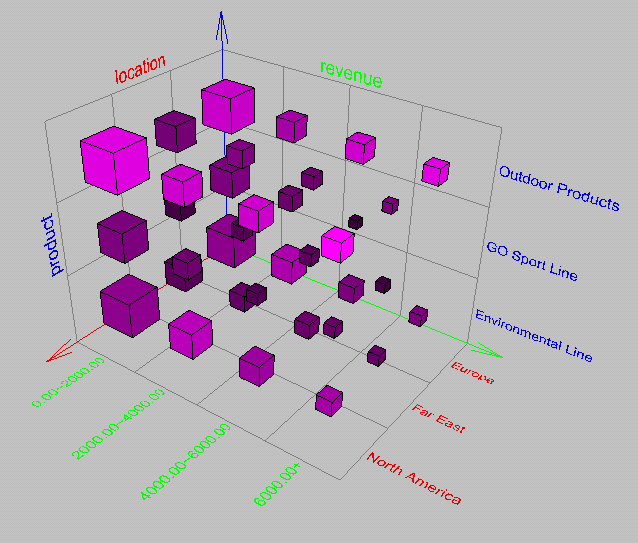 location
revenue
product
Outdoor Products
GO Sport Line
Environmental Line
Europe
Far East
North America
0.00~2000.00
2000.00~4000.00
4000.00~6000.00
6000.00+